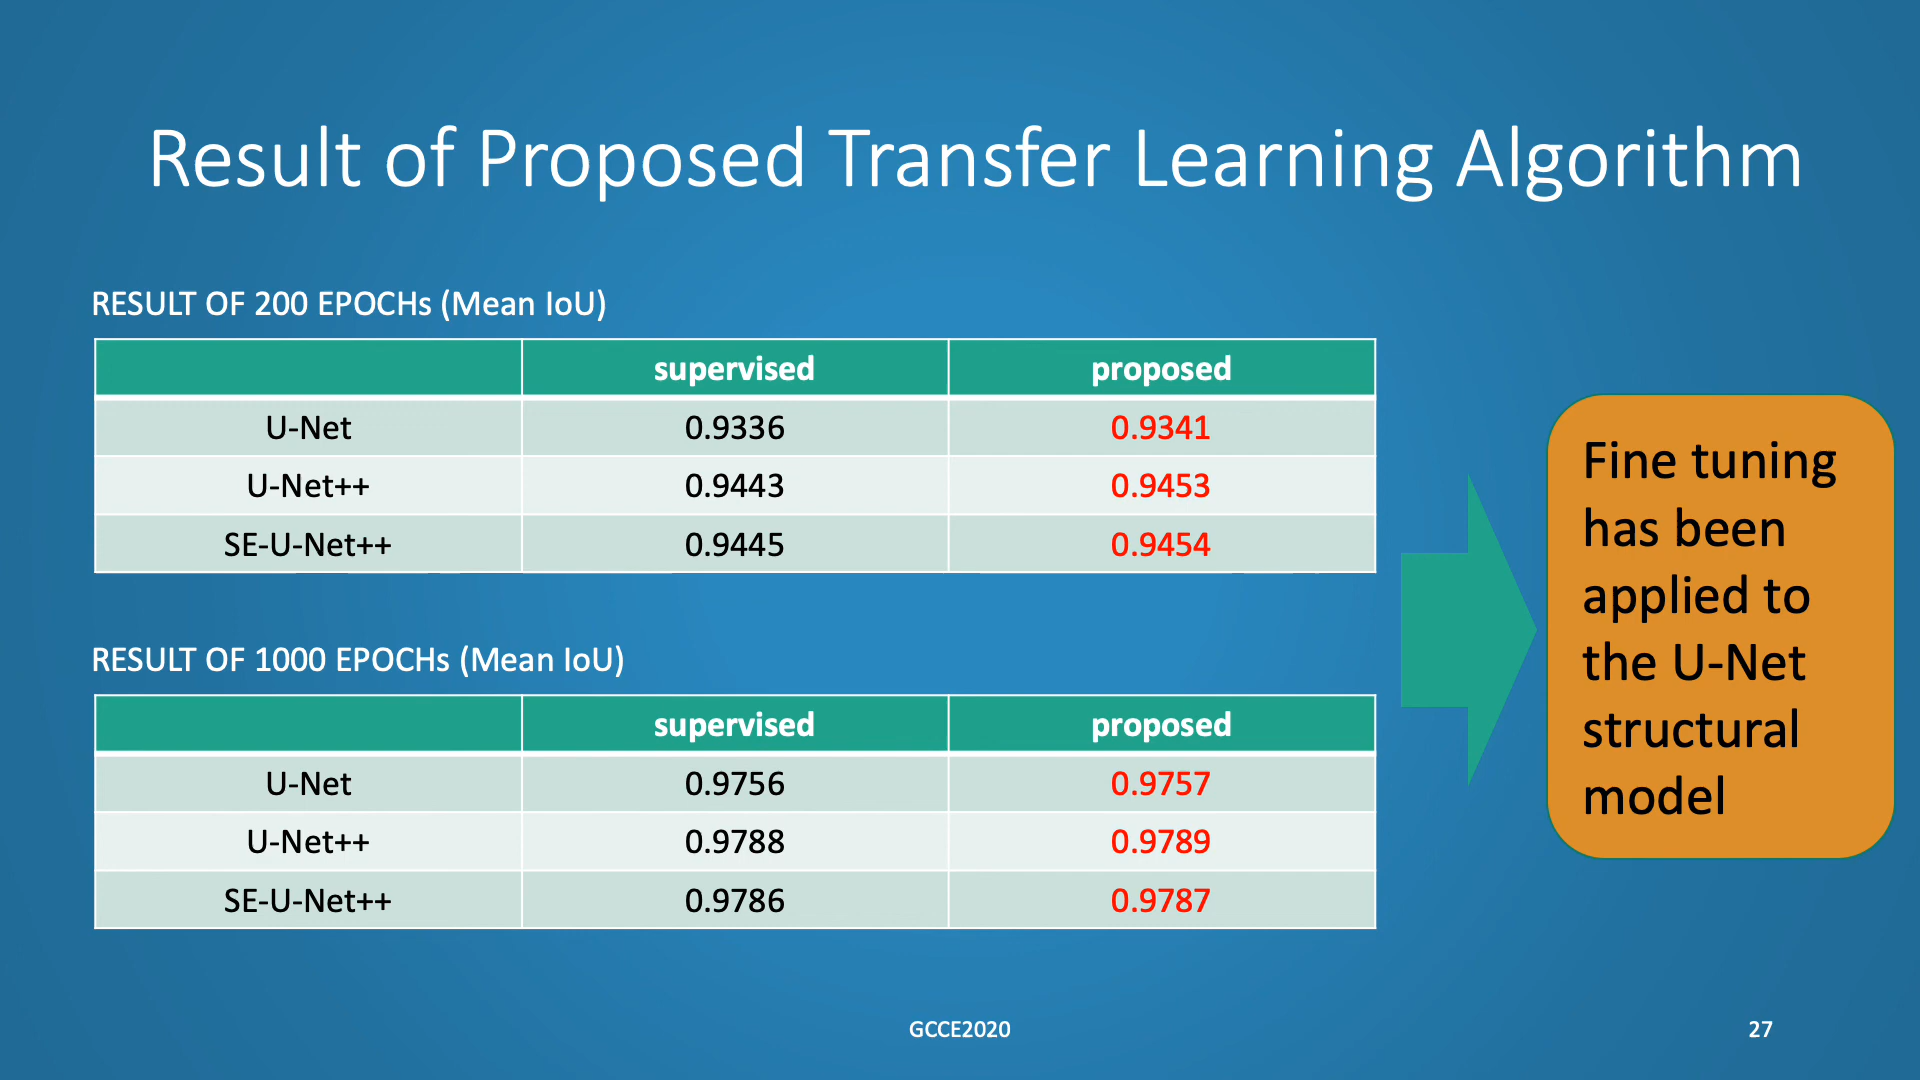 Result of Proposed Transfer Learning Algorithm
RESULT OF 200 EPOCHs (Mean IoU)
supervised proposed
U-Net 0.9336 0.9341
U-Net++ 0.9443 0.9453
SE-U-Net++ 0.9445 0.9454
RESULT OF 1000 EPOCHs (Mean IoU)
supervised proposed
U-Net 0.9756 0.9757
U-Net++ 0.9788 0.9789
SE-U-Net++ 0.9786 0.9787
Fine tuning
has been
applied to
the U-Net
structural
model
GCCE2020
27